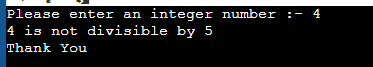 Please enter an integer number :- 4
4 is not divisible by 5
Thank You